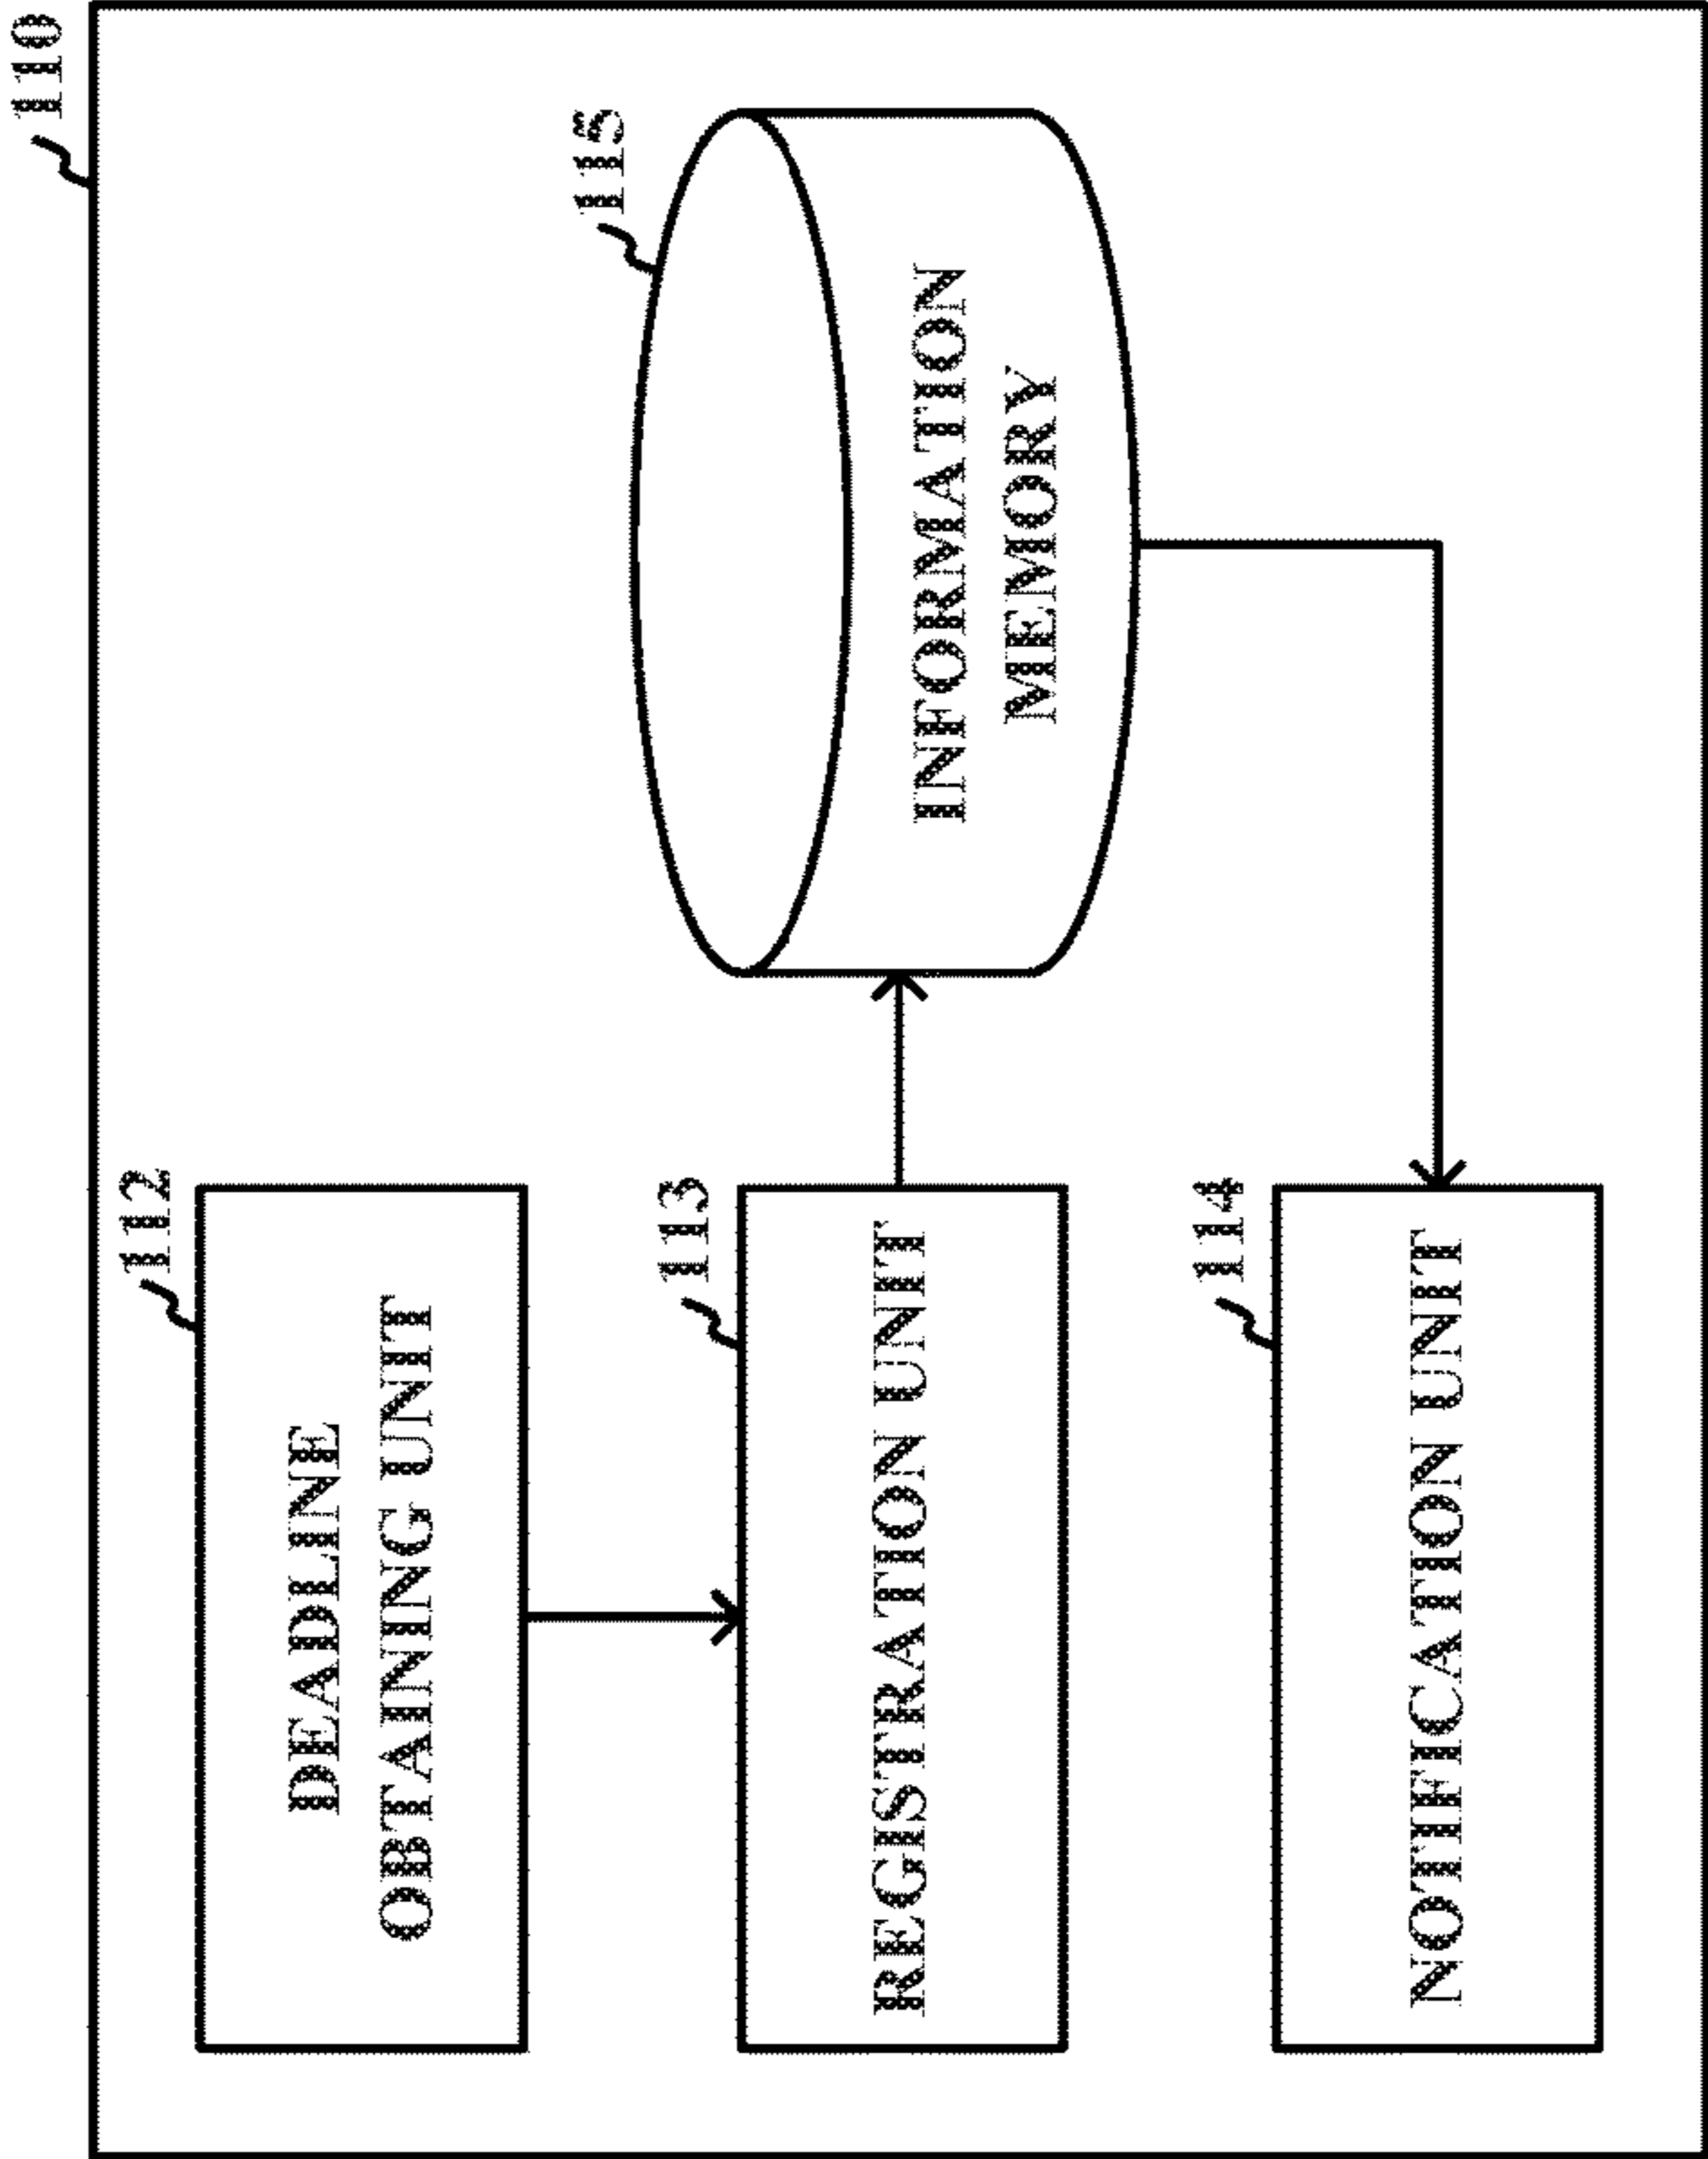 110
112
DEADLINE
OBTAINING UNIT
115
113
REGISTRATION UNIT
INFORMATION
MEMORY
114
NOTIFICATION UNIT